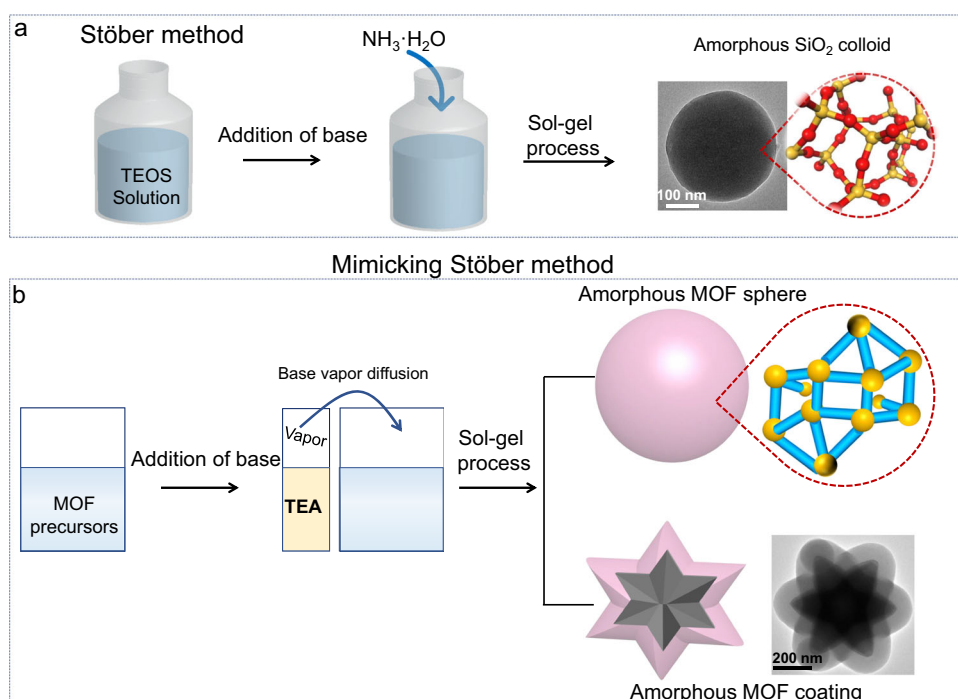 a
Stöber method
NH₃·H₂O
Amorphous SiO₂ colloid
Addition of base
Sol-gel
process
TEOS
Solution
100 nm
Mimicking Stöber method
b
Amorphous MOF sphere
Base vapor diffusion
Vapor
Addition of base
Sol-gel
process
TEA
MOF
precursors
200 nm
Amorphous MOF coating